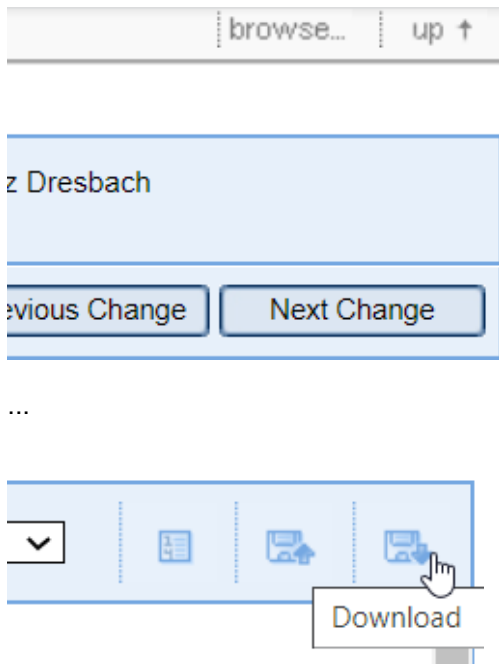 browse... up ↑
z Dresbach
evious Change Next Change
...
Download